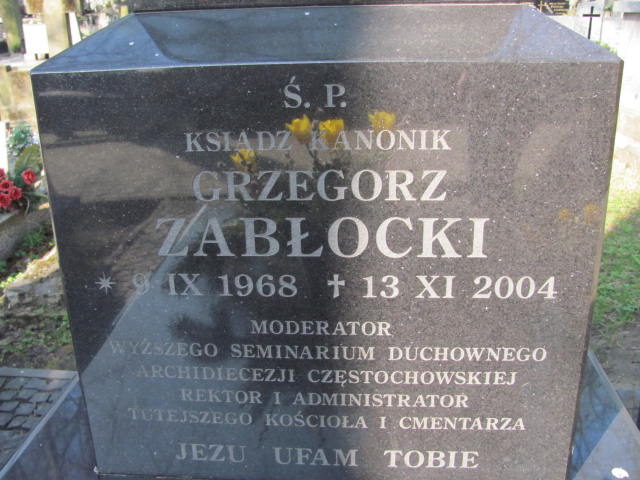 Ś. P.
KSIĄDZ KANONIK
GRZEGORZ
ZABŁOCKI
* 9 IX 1968 † 13 XI 2004
MODERATOR
WYŻSZEGO SEMINARIUM DUCHOWNEGO
ARCHIDIECEZJI CZĘSTOCHOWSKIEJ
REKTOR I ADMINISTRATOR
TUTEJSZEGO KOŚCIOŁA I CMENTARZA
JEZU UFAM TOBIE